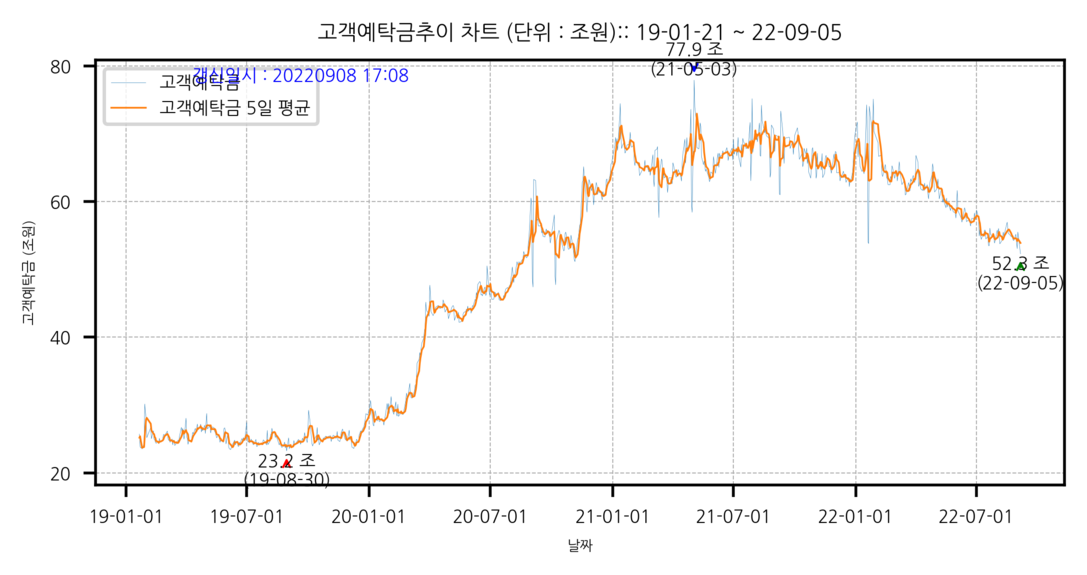 고객예탁금추이 차트 (단위 : 조원):: 19-01-21 ~ 22-09-05
77.9 조
(21-05-03)
갱신일시 : 20220908 17:08
고객예탁금
고객예탁금 5일 평균
80
60
40
20
고객예탁금 (조원)
52.3 조
(22-09-05)
23.2 조
(19-08-30)
19-01-01
19-07-01
20-01-01
20-07-01
21-01-01
21-07-01
22-01-01
22-07-01
날짜